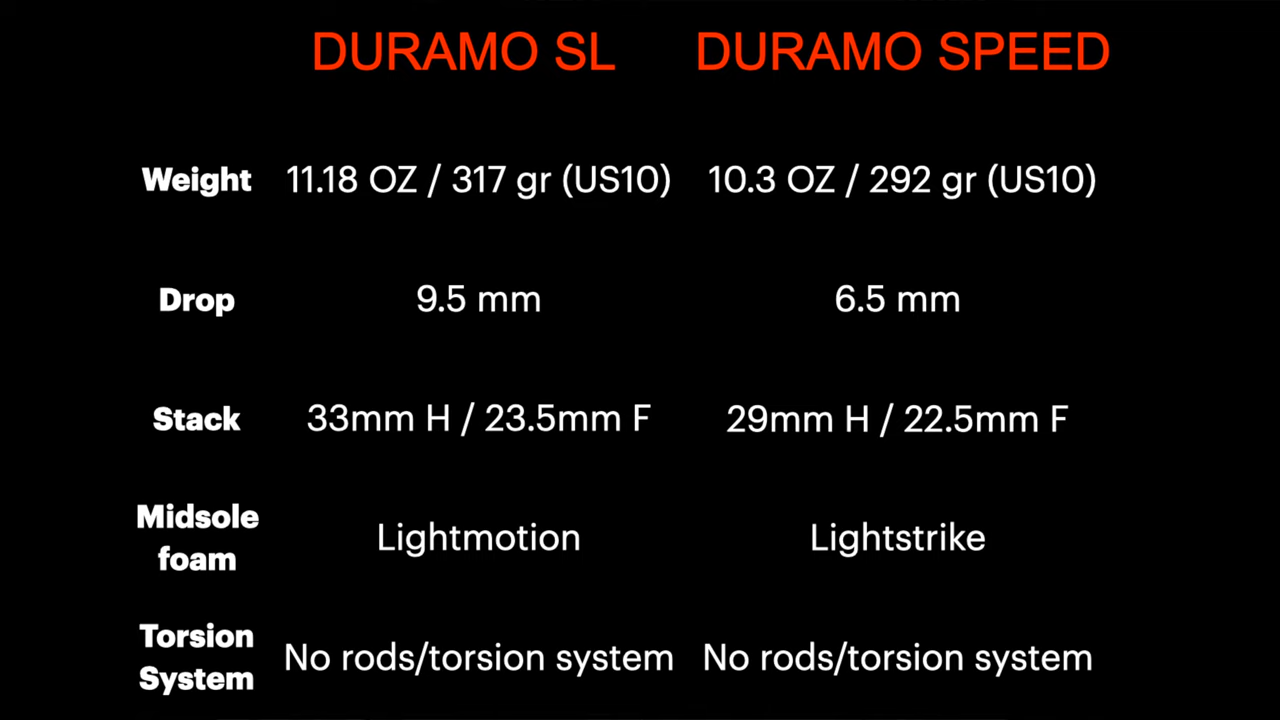 DURAMO SL DURAMO SPEED
Weight 11.18 OZ / 317 gr (US10) 10.3 OZ / 292 gr (US10)
Drop 9.5 mm 6.5 mm
Stack 33mm H / 23.5mm F 29mm H / 22.5mm F
Midsole
foam Lightmotion Lightstrike
Torsion
System No rods/torsion system No rods/torsion system